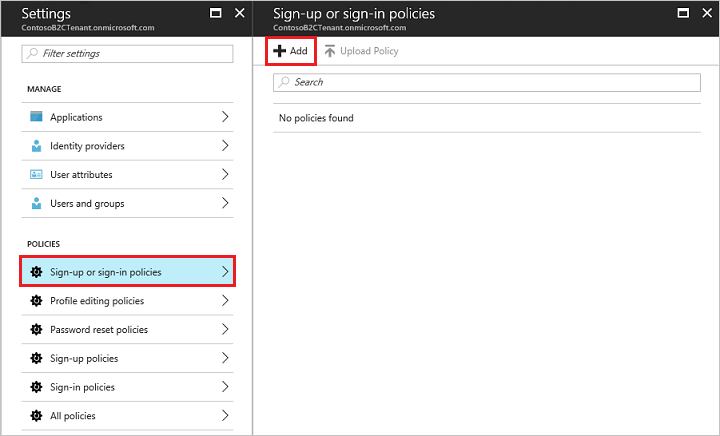 Settings
ContosoB2CTenant.onmicrosoft.com
Filter settings
MANAGE
Applications
Identity providers
User attributes
Users and groups
POLICIES
Sign-up or sign-in policies
Profile editing policies
Password reset policies
Sign-up policies
Sign-in policies
All policies
Sign-up or sign-in policies
ContosoB2CTenant.onmicrosoft.com
Add Upload Policy
Search
No policies found